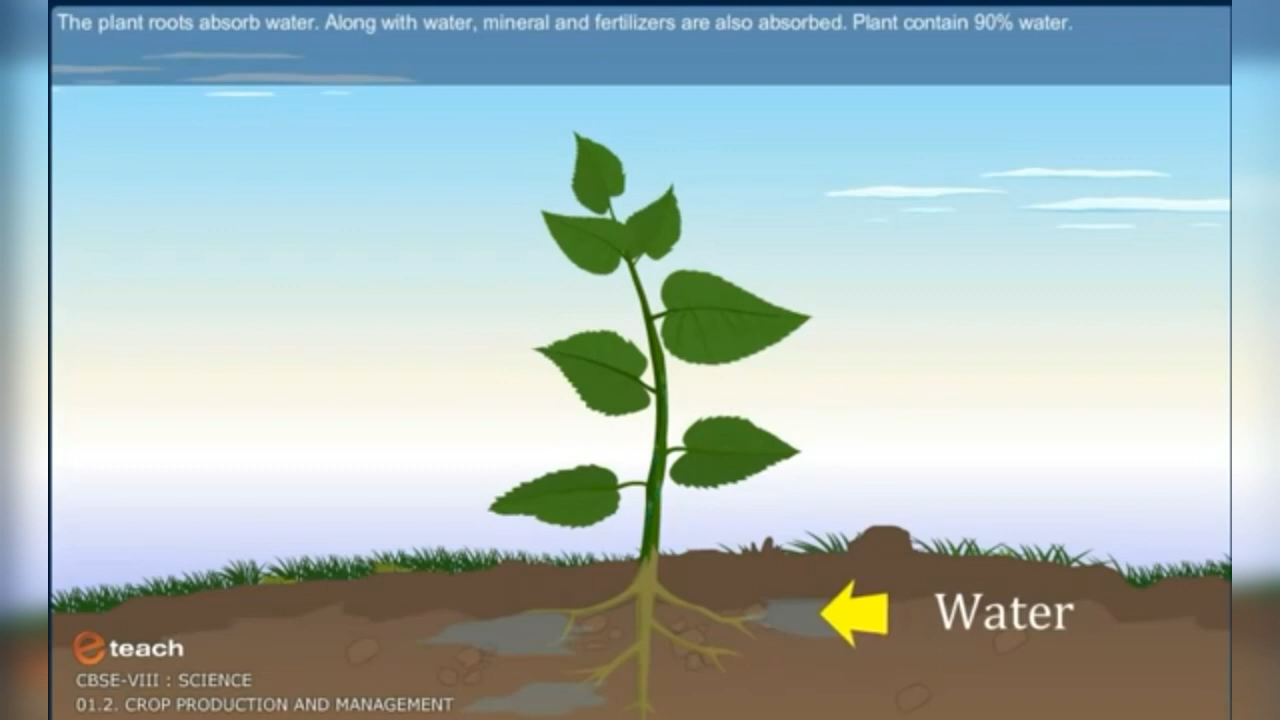 The plant roots absorb water. Along with water, mineral and fertilizers are also absorbed. Plant contain 90% water.
Water
e teach
CBSE-VIII : SCIENCE
01.2. CROP PRODUCTION AND MANAGEMENT